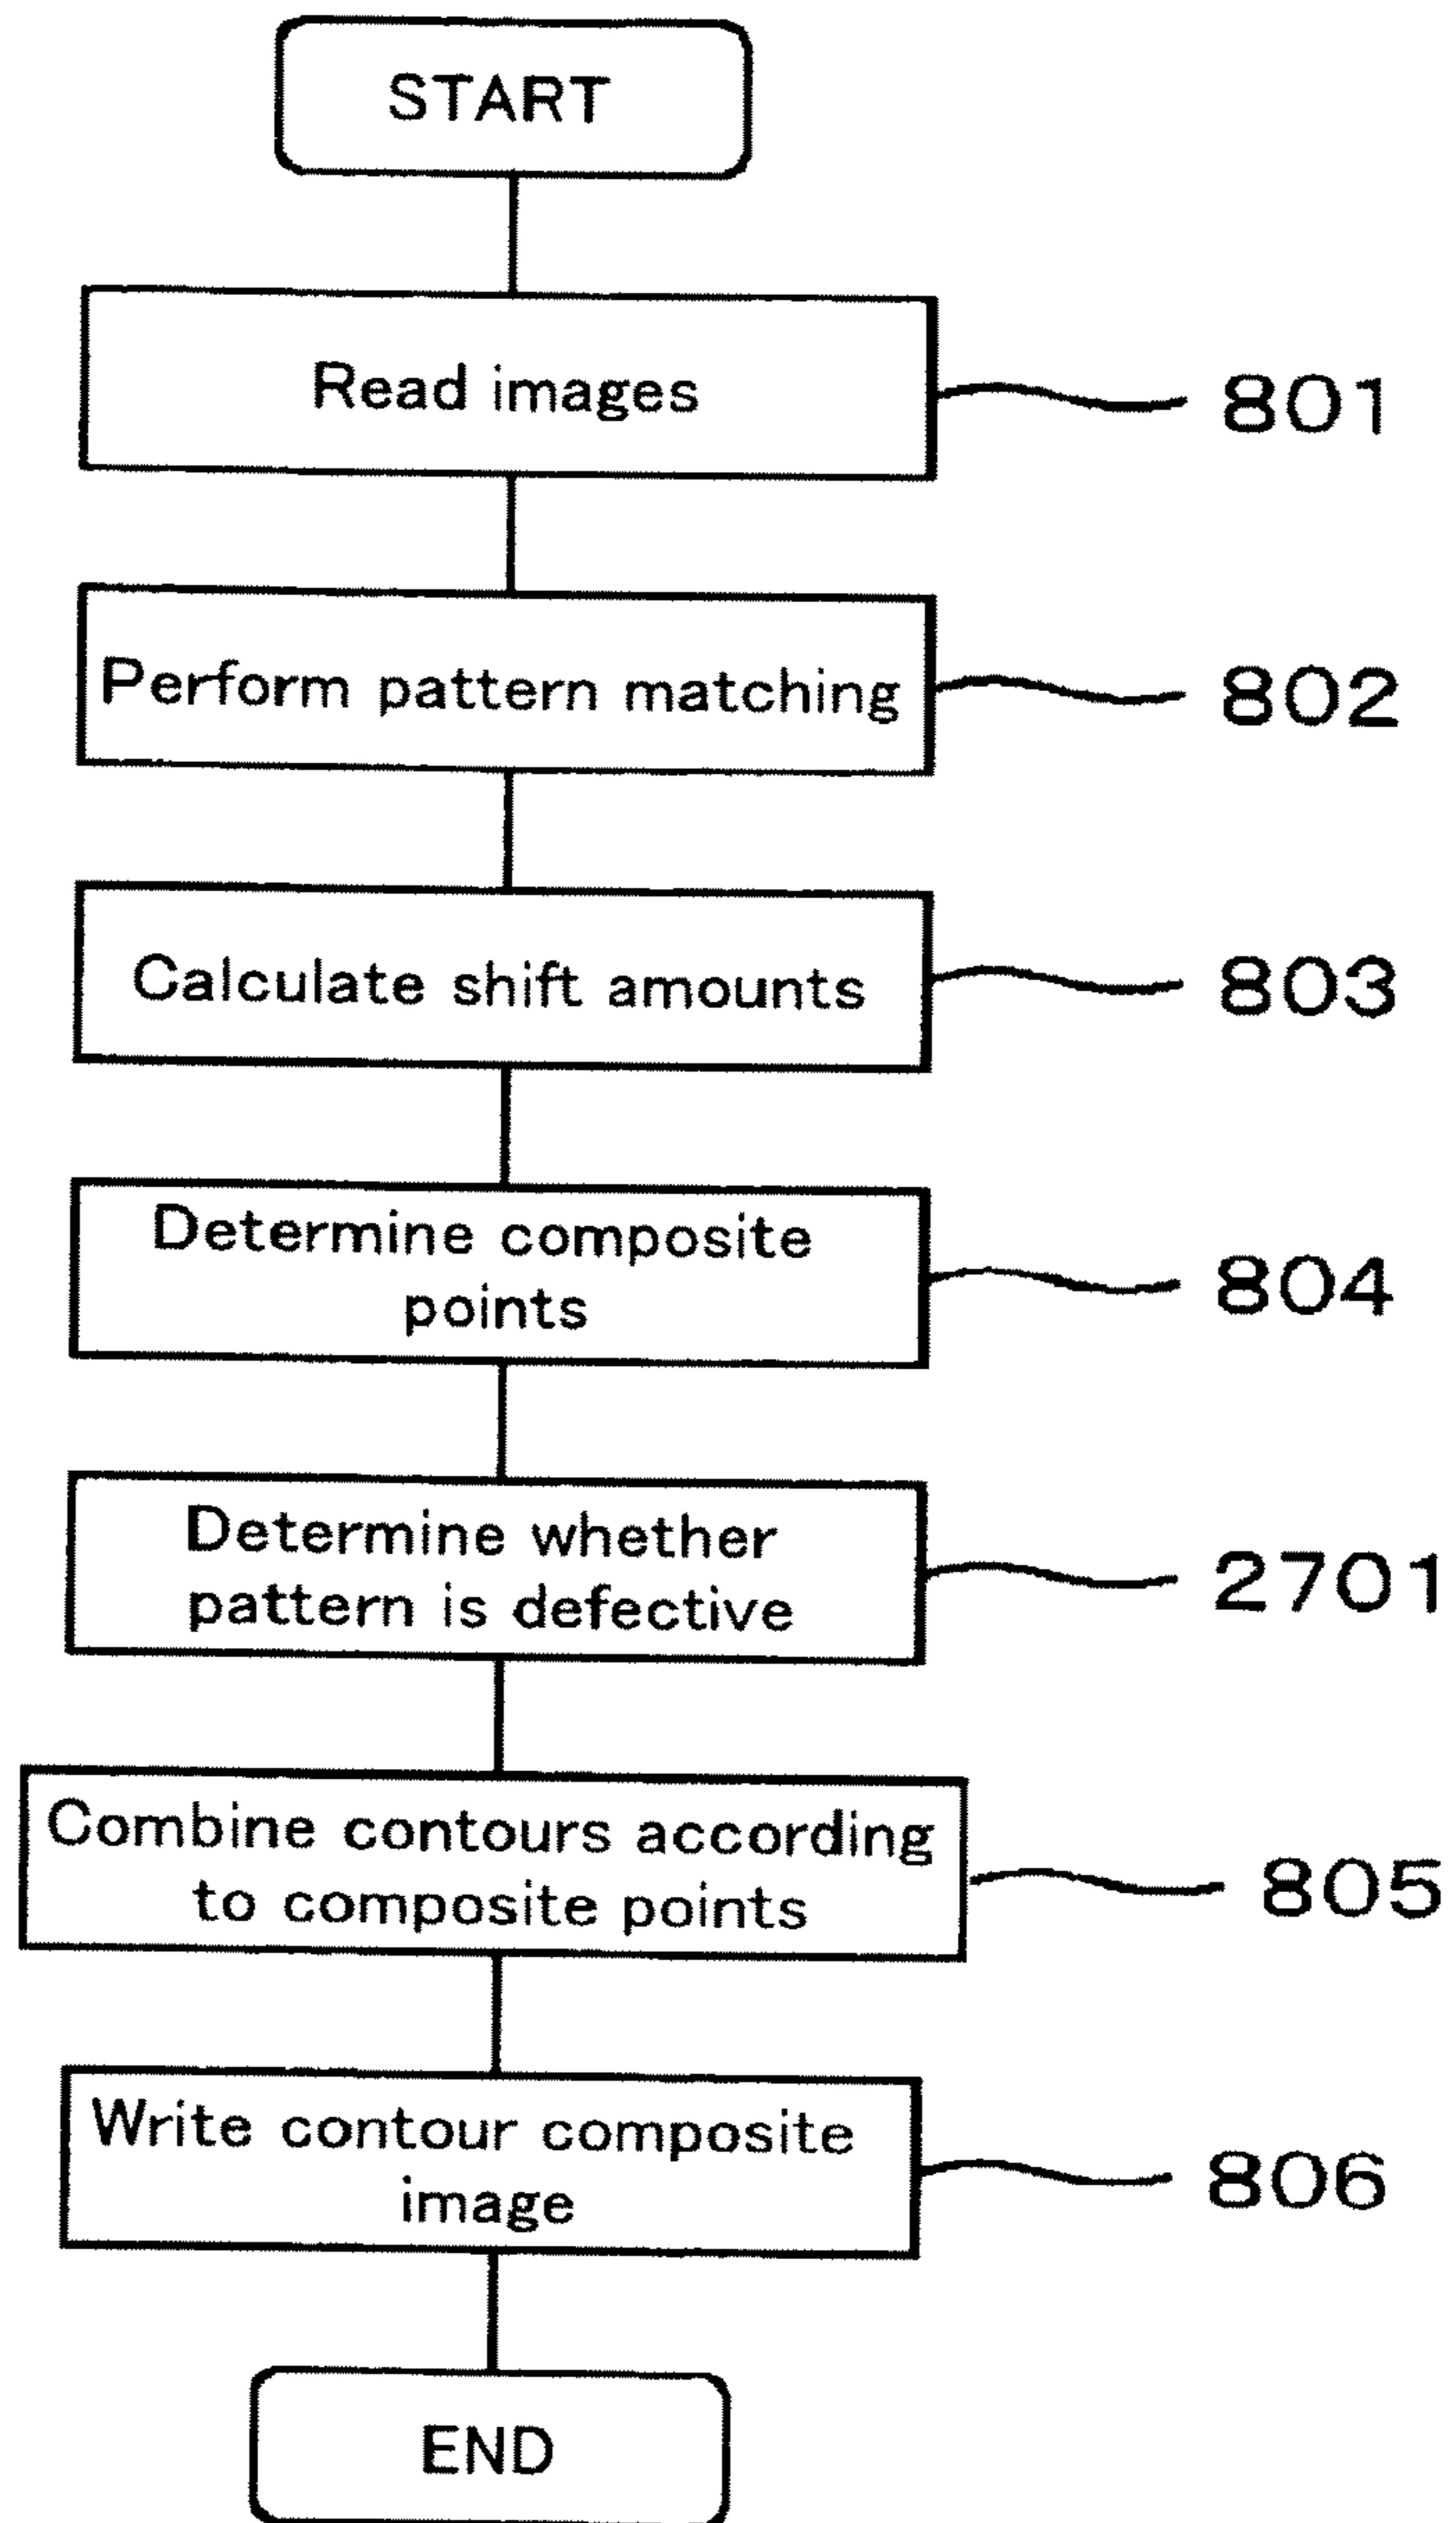 START
Read images
801
Perform pattern matching
802
Calculate shift amounts
803
Determine composite
points
804
Determine whether
pattern is defective
2701
Combine contours according
to composite points
805
Write contour composite
image
806
END